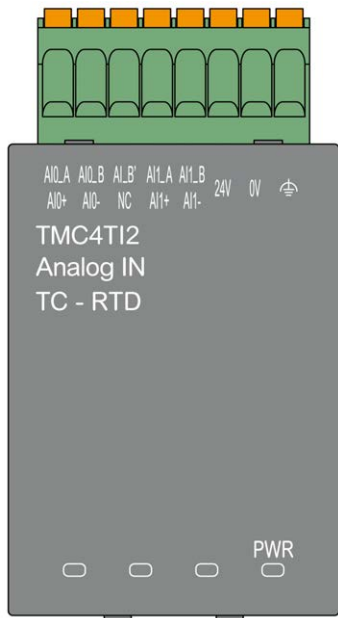 AI0_A AI0_B AI_B' AI1_A AI1_B 24V 0V
AI0+ AI0- NC AI1+ AI1-
TMC4TI2
Analog IN
TC - RTD
PWR